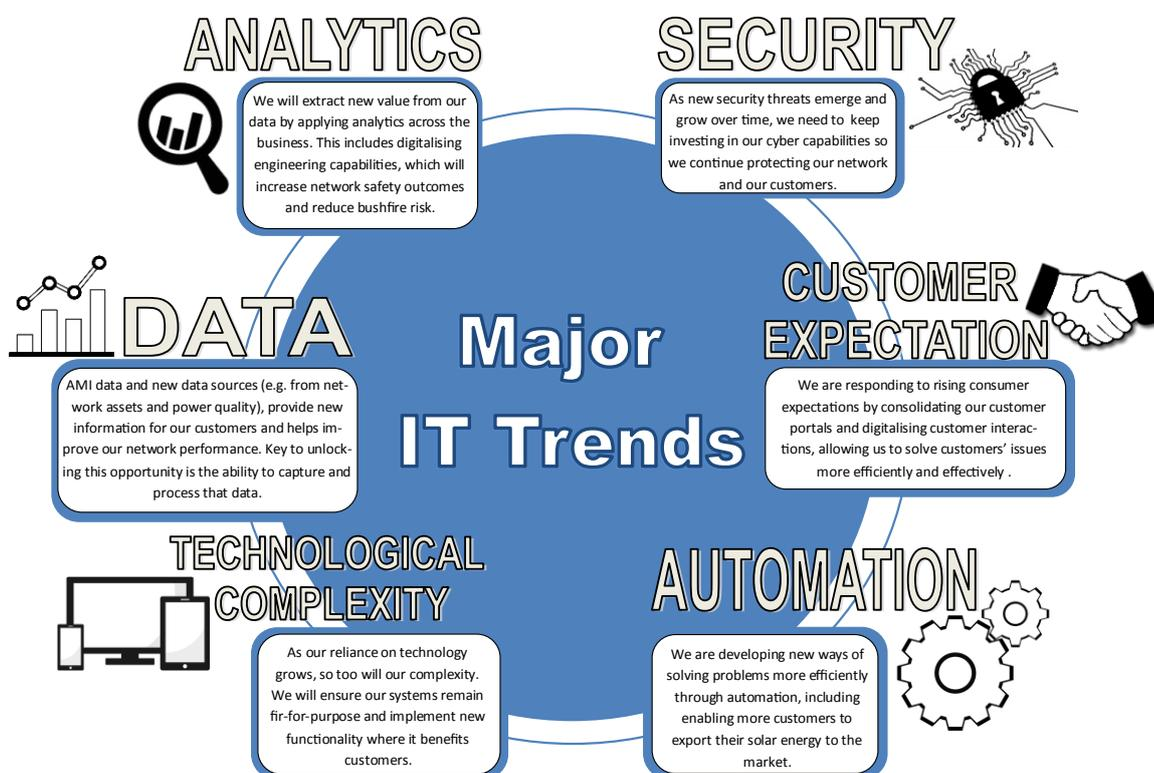 ANALYTICS
We will extract new value from our
data by applying analytics across the
business. This includes digitalising
engineering capabilities, which will
increase network safety outcomes
and reduce bushfire risk.
SECURITY
As new security threats emerge and
grow over time, we need to keep
investing in our cyber capabilities so
we continue protecting our network
and our customers.
DATA
AMI data and new data sources (e.g. from net-
work assets and power quality), provide new
information for our customers and helps im-
prove our network performance. Key to unlock-
ing this opportunity is the ability to capture and
process that data.
Major
IT Trends
CUSTOMER
EXPECTATION
We are responding to rising consumer
expectations by consolidating our customer
portals and digitalising customer interac-
tions, allowing us to solve customers’ issues
more efficiently and effectively .
TECHNOLOGICAL
COMPLEXITY
As our reliance on technology
grows, so too will our complexity.
We will ensure our systems remain
fir-for-purpose and implement new
functionality where it benefits
customers.
AUTOMATION
We are developing new ways of
solving problems more efficiently
through automation, including
enabling more customers to
export their solar energy to the
market.